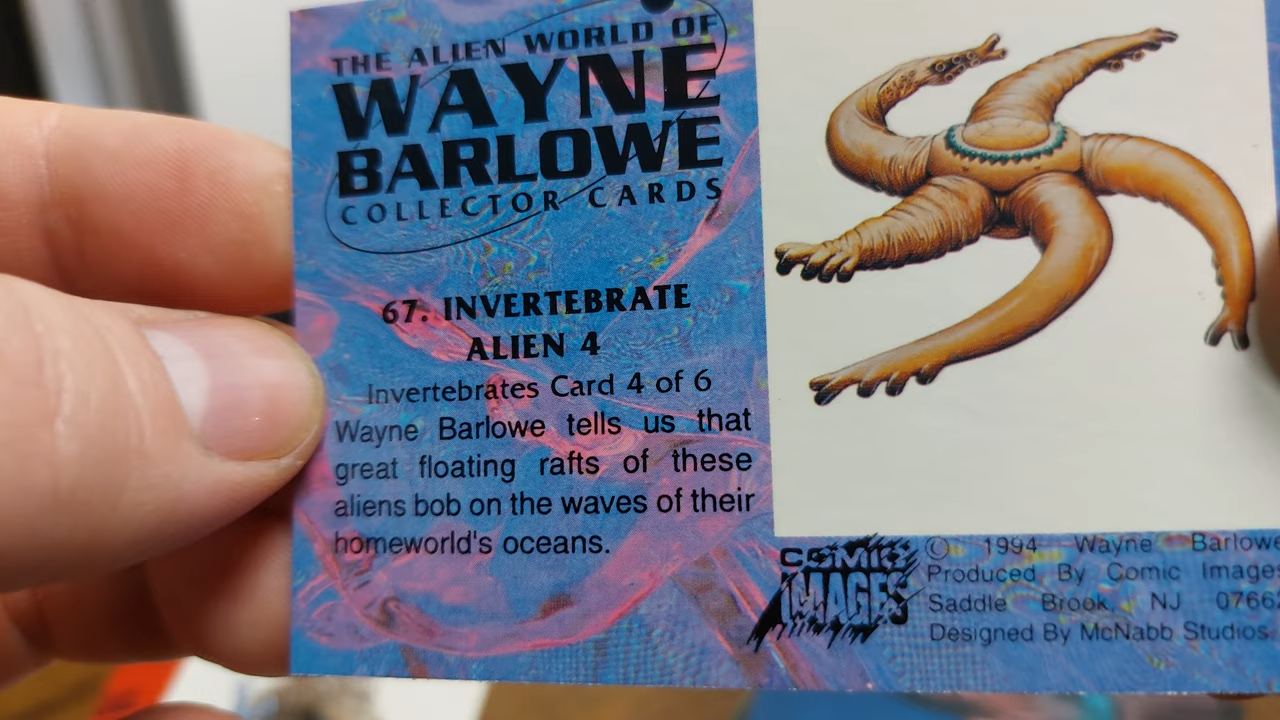 THE ALIEN WORLD OF
WAYNE
BARLOWE
COLLECTOR CARDS
67. INVERTEBRATE
ALIEN 4
Invertebrates Card 4 of 6
Wayne Barlowe tells us that
great floating rafts of these
aliens bob on the waves of their
homeworld's oceans.
COMIC
IMAGES
© 1994 Wayne Barlowe
Produced By Comic Images
Saddle Brook, NJ
Designed By McNabb Studios.